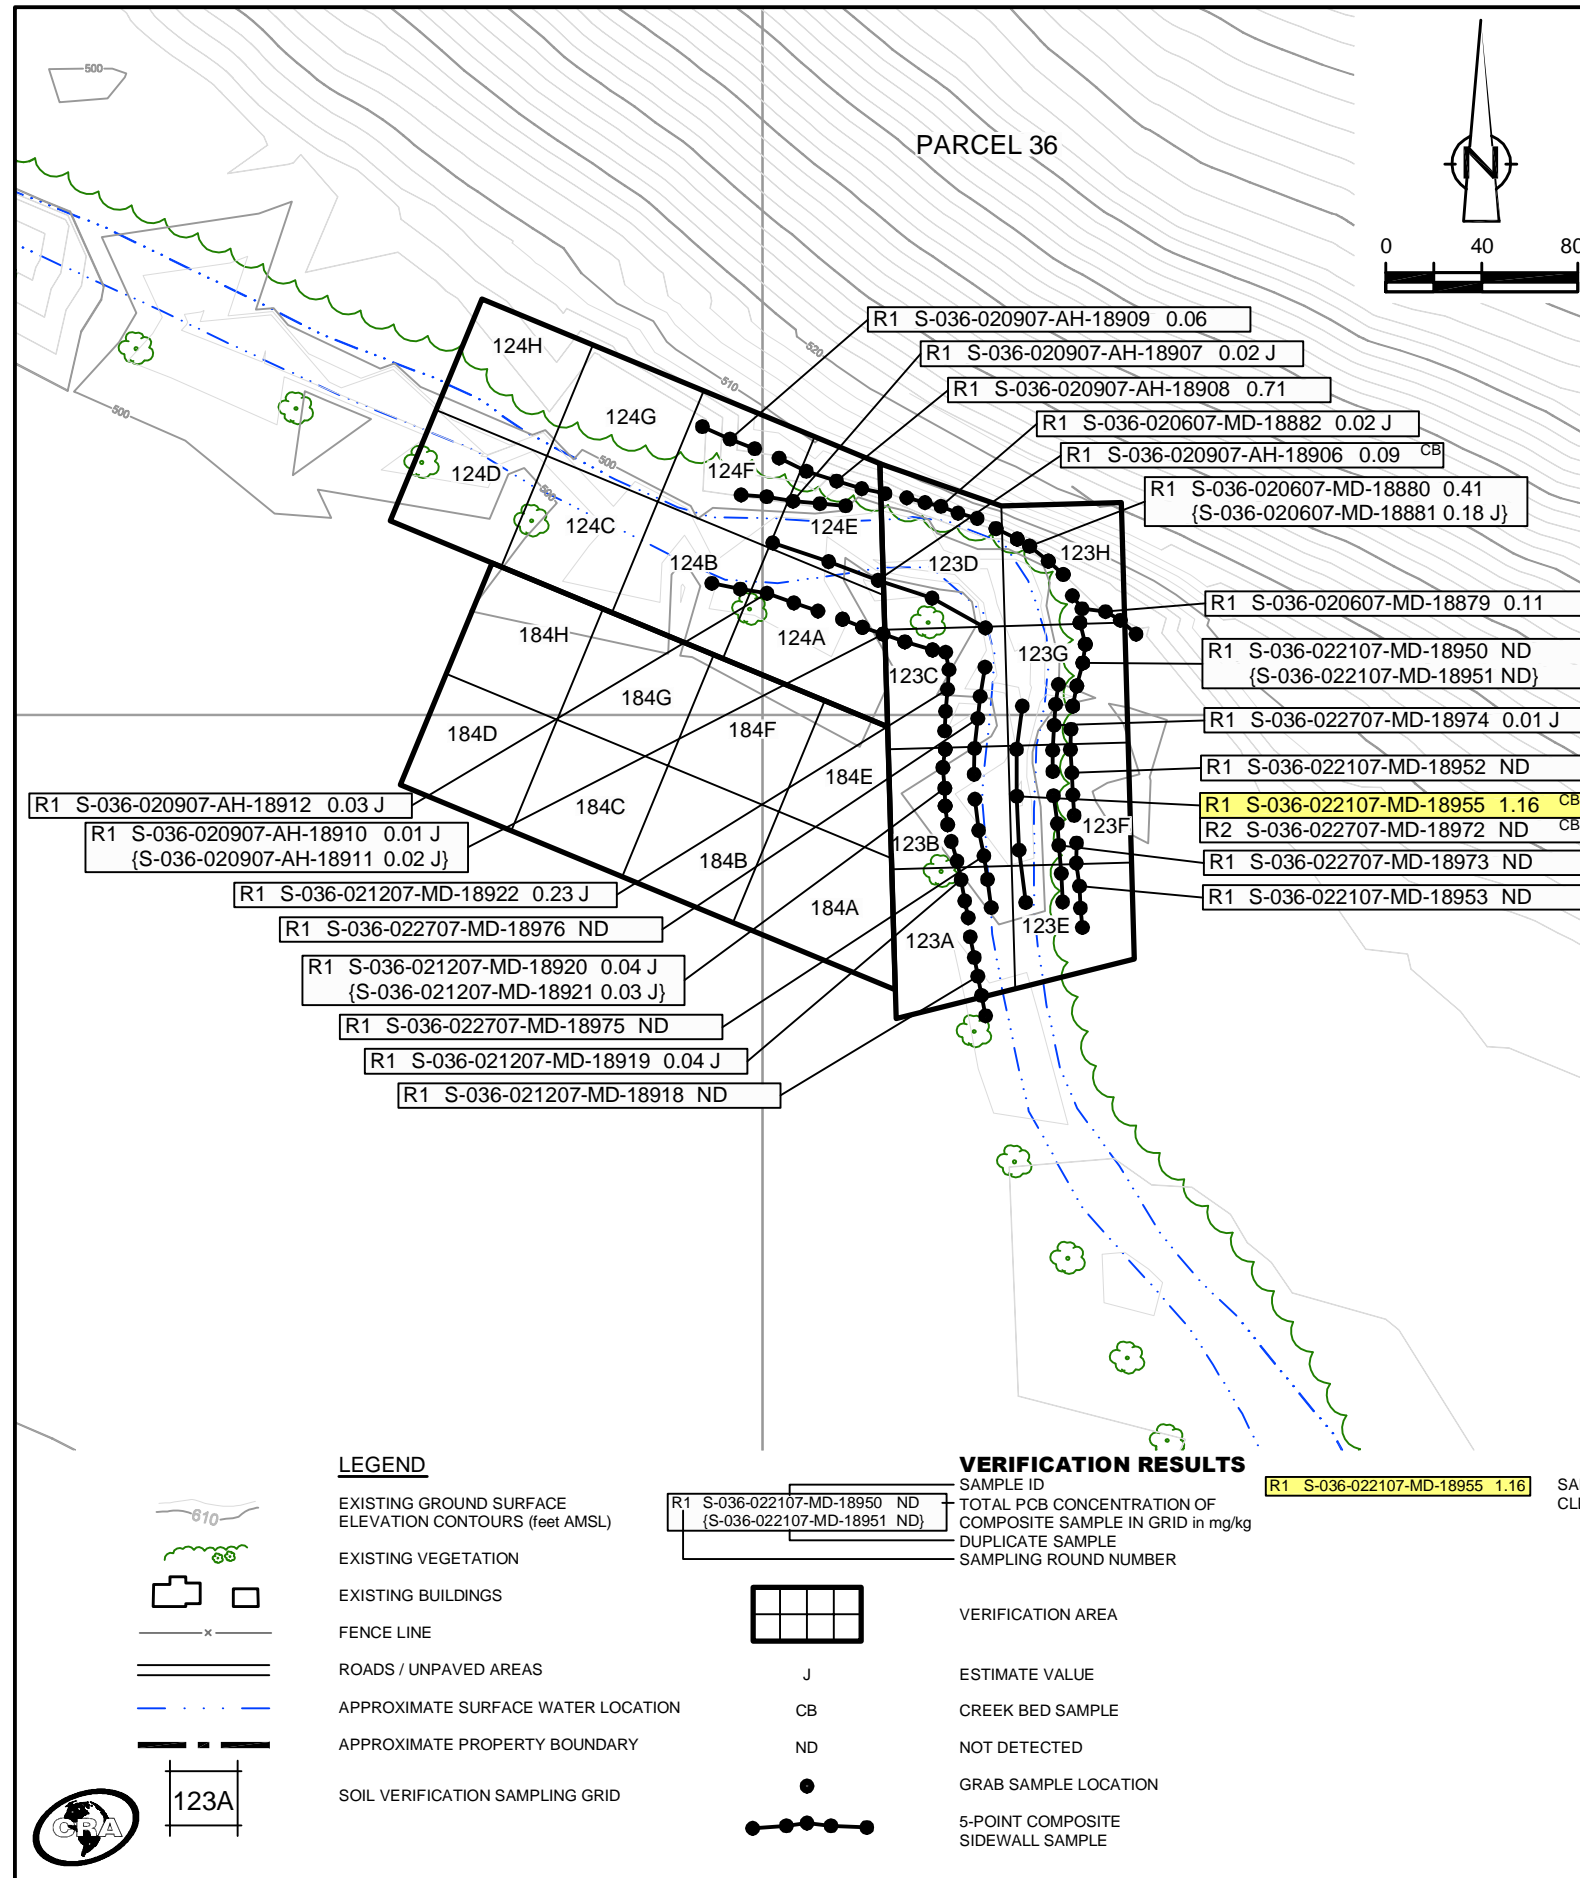 500
PARCEL 36
N
0 40 80
520
510
500
500
500
R1 S-036-020907-AH-18909 0.06
R1 S-036-020907-AH-18907 0.02 J
R1 S-036-020907-AH-18908 0.71
R1 S-036-020607-MD-18882 0.02 J
R1 S-036-020907-AH-18906 0.09 CB
R1 S-036-020607-MD-18880 0.41
{S-036-020607-MD-18881 0.18 J}
R1 S-036-020607-MD-18879 0.11
R1 S-036-022107-MD-18950 ND
{S-036-022107-MD-18951 ND}
R1 S-036-022707-MD-18974 0.01 J
R1 S-036-022107-MD-18952 ND
R1 S-036-022107-MD-18955 1.16 CB
R2 S-036-022707-MD-18972 ND CB
R1 S-036-022707-MD-18973 ND
R1 S-036-022107-MD-18953 ND
124H
124G
124F
124E
124D
124C
124B
124A
123D
123H
123C
123G
123B
123F
123A
123E
184H
184G
184F
184E
184D
184C
184B
184A
R1 S-036-020907-AH-18912 0.03 J
R1 S-036-020907-AH-18910 0.01 J
{S-036-020907-AH-18911 0.02 J}
R1 S-036-021207-MD-18922 0.23 J
R1 S-036-022707-MD-18976 ND
R1 S-036-021207-MD-18920 0.04 J
{S-036-021207-MD-18921 0.03 J}
R1 S-036-022707-MD-18975 ND
R1 S-036-021207-MD-18919 0.04 J
R1 S-036-021207-MD-18918 ND
LEGEND
610
EXISTING GROUND SURFACE
ELEVATION CONTOURS (feet AMSL)
EXISTING VEGETATION
EXISTING BUILDINGS
x
FENCE LINE
ROADS / UNPAVED AREAS
APPROXIMATE SURFACE WATER LOCATION
APPROXIMATE PROPERTY BOUNDARY
123A
SOIL VERIFICATION SAMPLING GRID
CRA
VERIFICATION RESULTS
R1 S-036-022107-MD-18950 ND
{S-036-022107-MD-18951 ND}
SAMPLE ID
TOTAL PCB CONCENTRATION OF
COMPOSITE SAMPLE IN GRID in mg/kg
DUPLICATE SAMPLE
SAMPLING ROUND NUMBER
R1 S-036-022107-MD-18955 1.16
VERIFICATION AREA
J ESTIMATE VALUE
CB CREEK BED SAMPLE
ND NOT DETECTED
GRAB SAMPLE LOCATION
5-POINT COMPOSITE
SIDEWALL SAMPLE